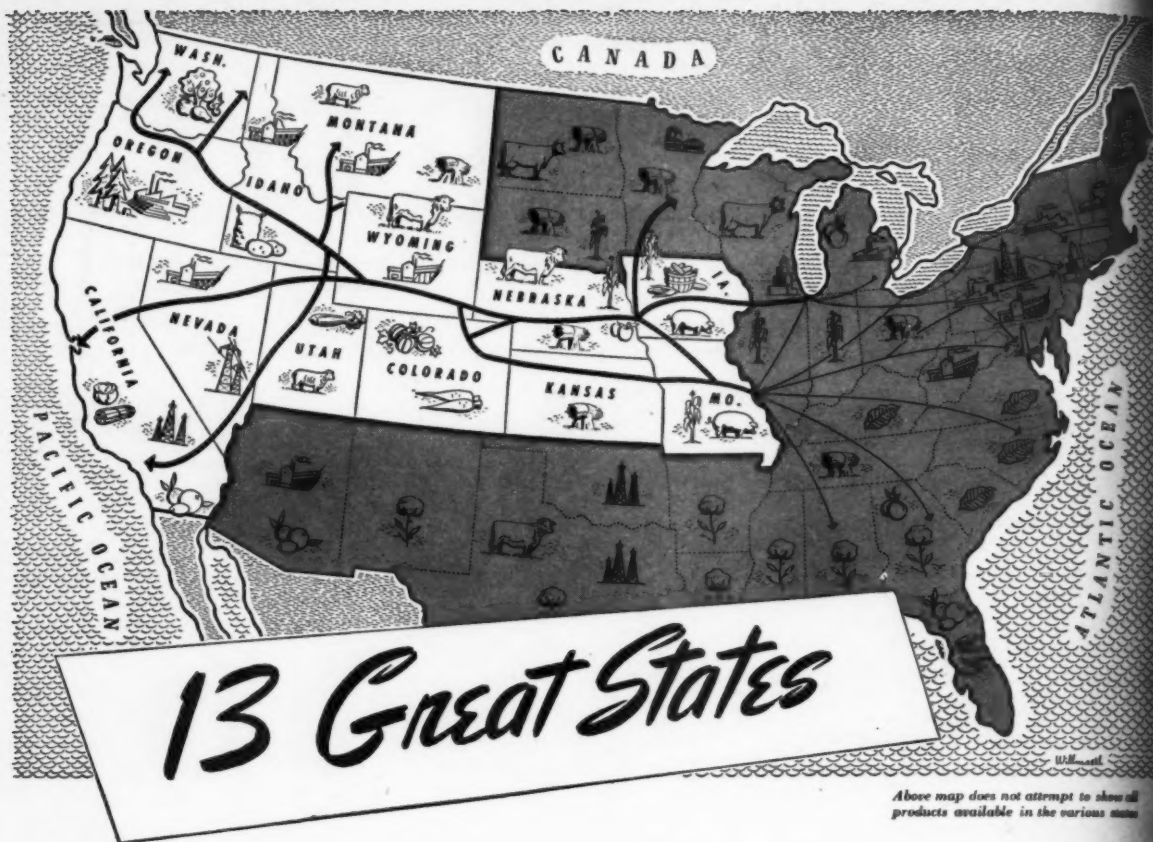 CANADA
WASH.
MONTANA
OREGON
IDAHO
WYOMING
IA.
NEBRASKA
CALIFORNIA
NEVADA
UTAH
COLORADO
KANSAS
MO.
PACIFIC OCEAN
ATLANTIC OCEAN
13 Great States
Above map does not attempt to show all
products available in the various states